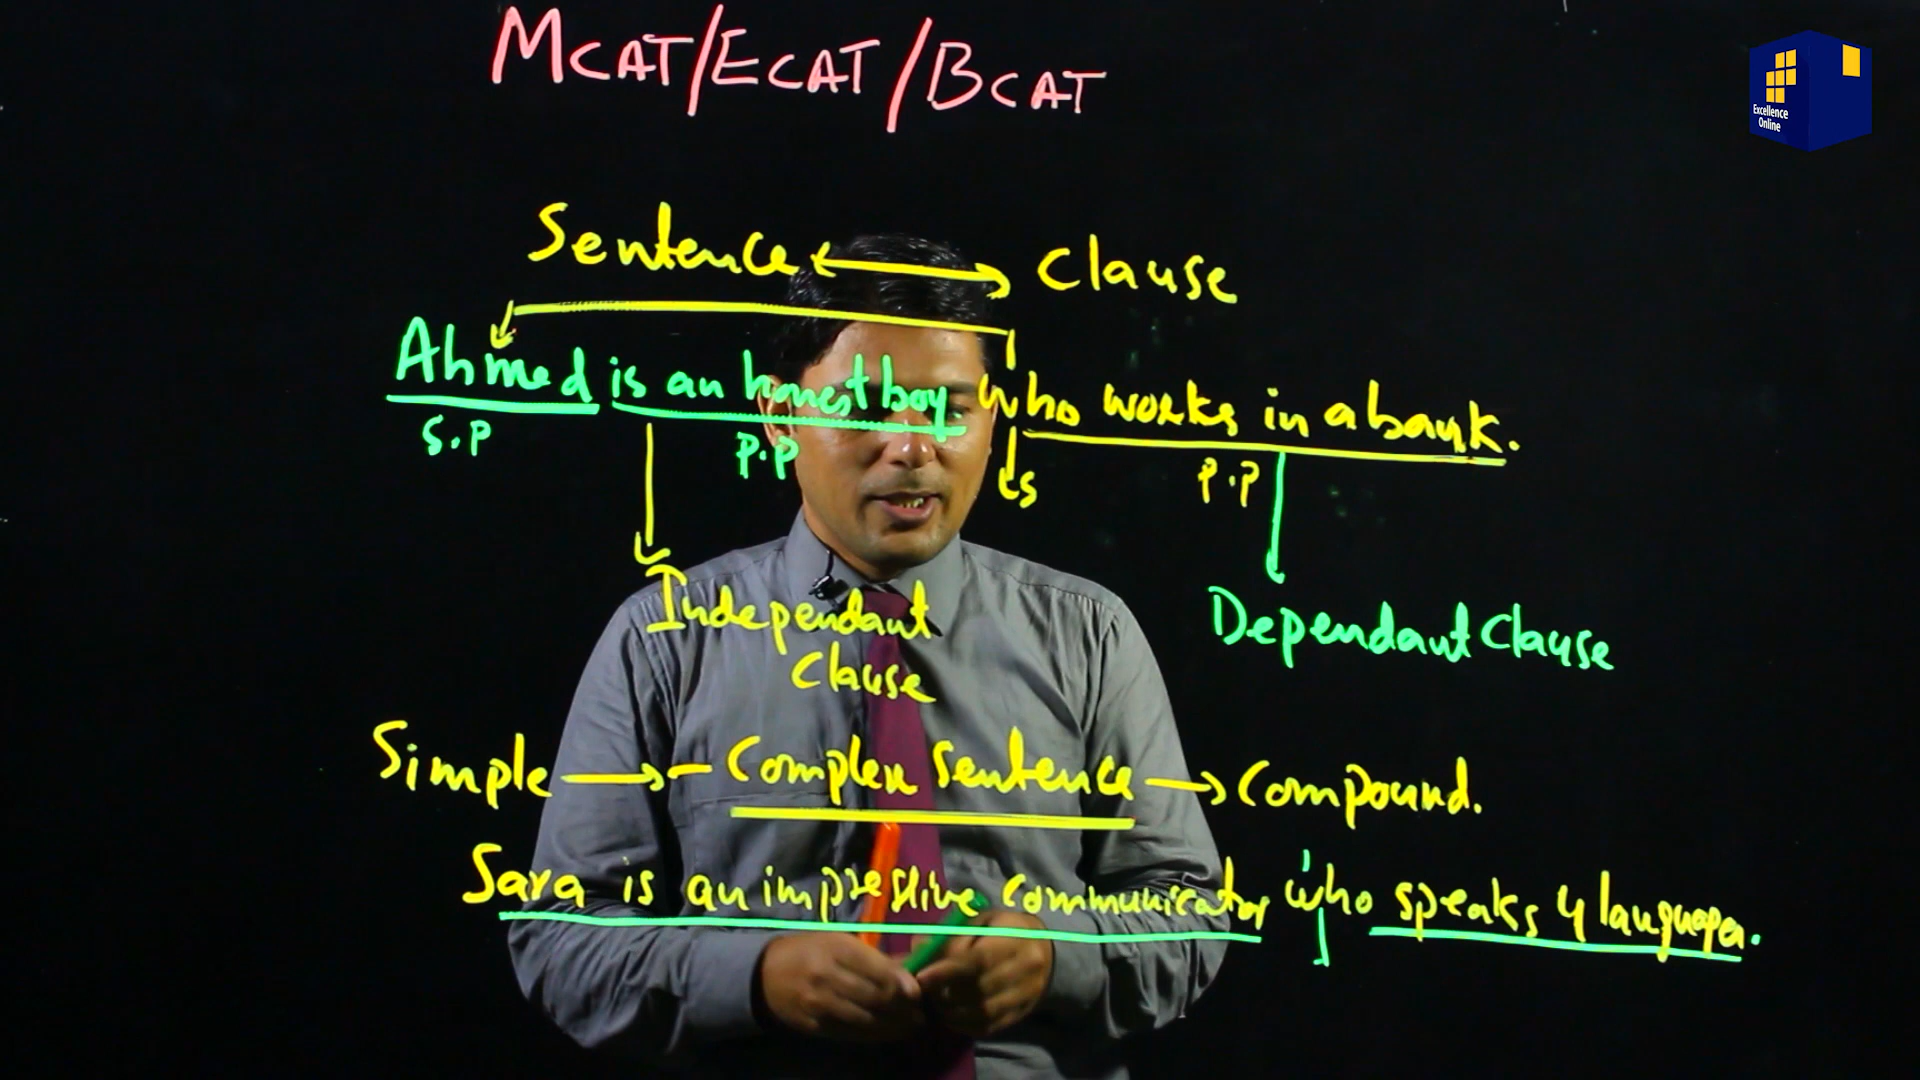 MCAT/ECAT/BCAT
Excellence
Online
Sentence Clause
Ahmed is an honest boy who works in a bank.
S.P P.P S P.P
Independant
Clause
Dependant Clause
Simple Complex Sentence Compound.
Sara is an impressive communicator who speaks 4 languages.